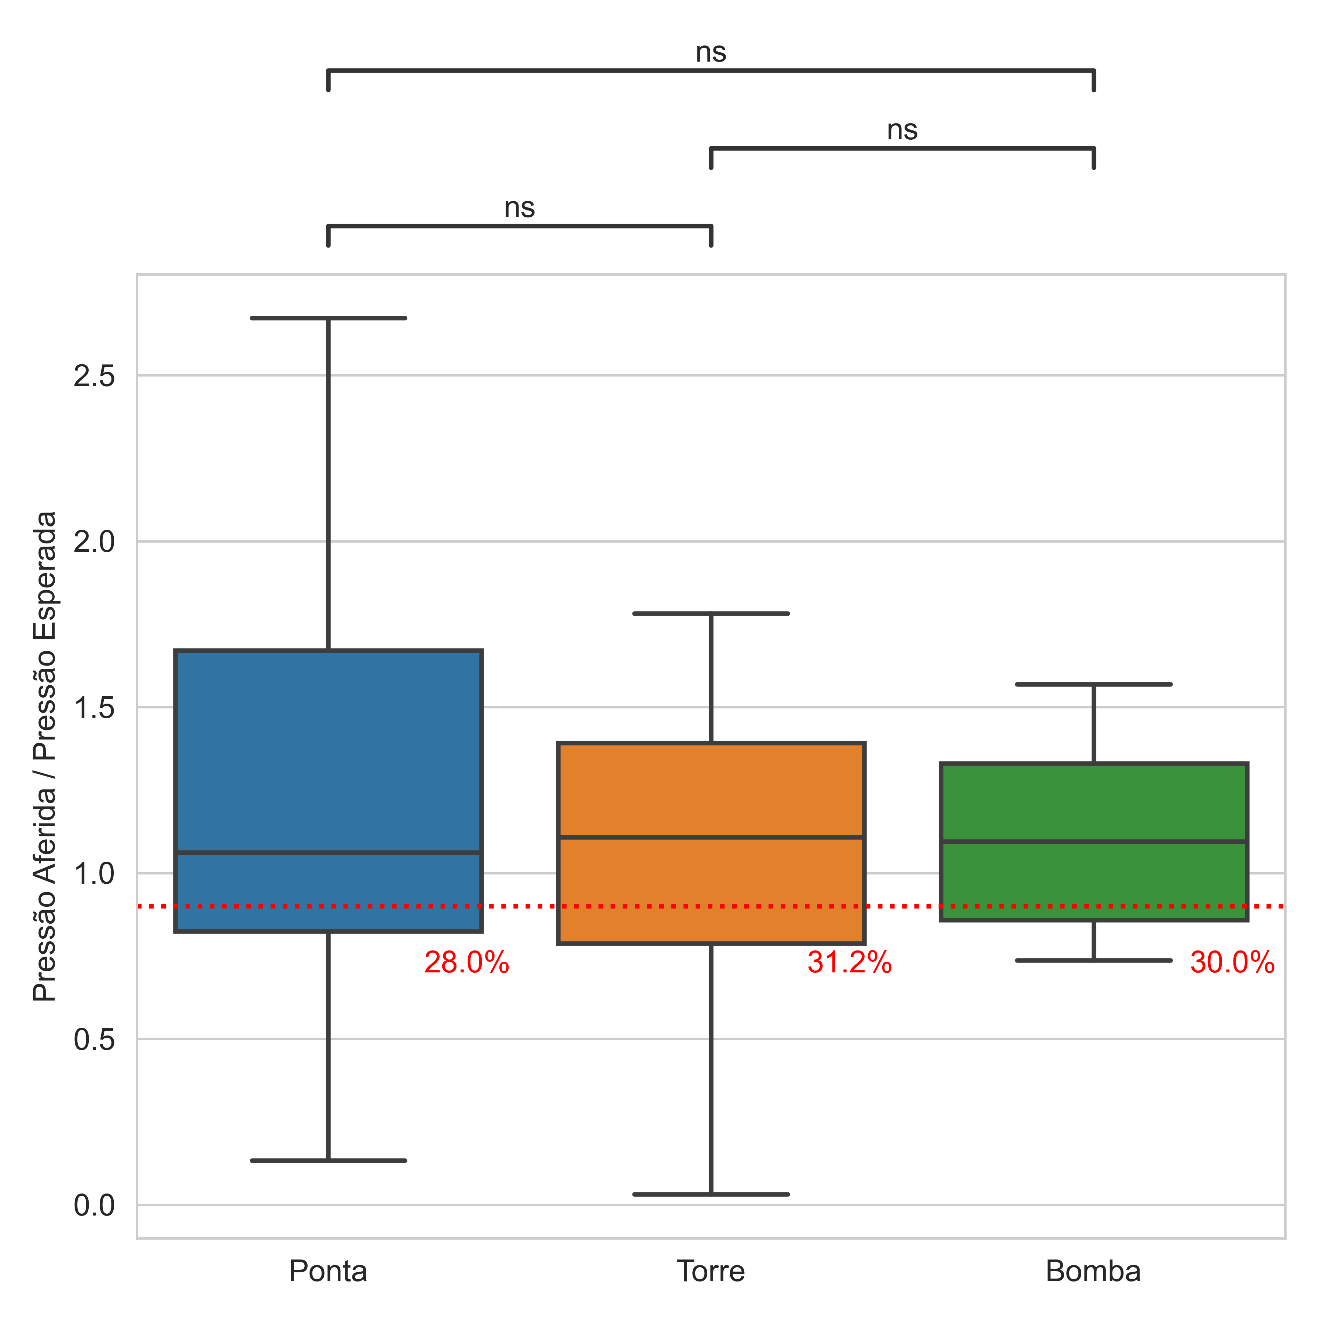 ns
ns
ns
Pressão Aferida / Pressão Esperada
2.5
2.0
1.5
1.0
0.5
0.0
28.0%
31.2%
30.0%
Ponta
Torre
Bomba